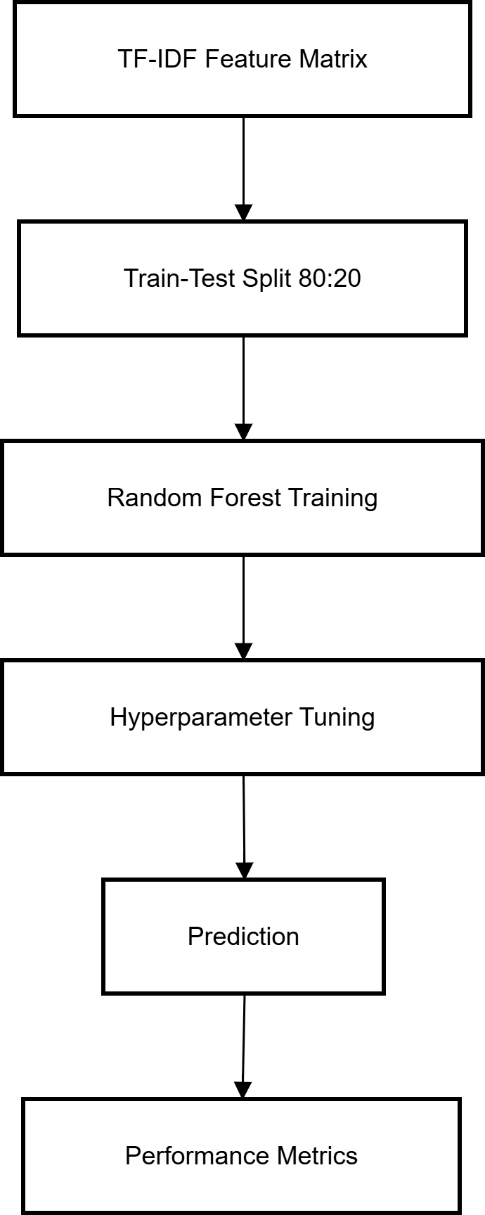 TF-IDF Feature Matrix
Train-Test Split 80:20
Random Forest Training
Hyperparameter Tuning
Prediction
Performance Metrics